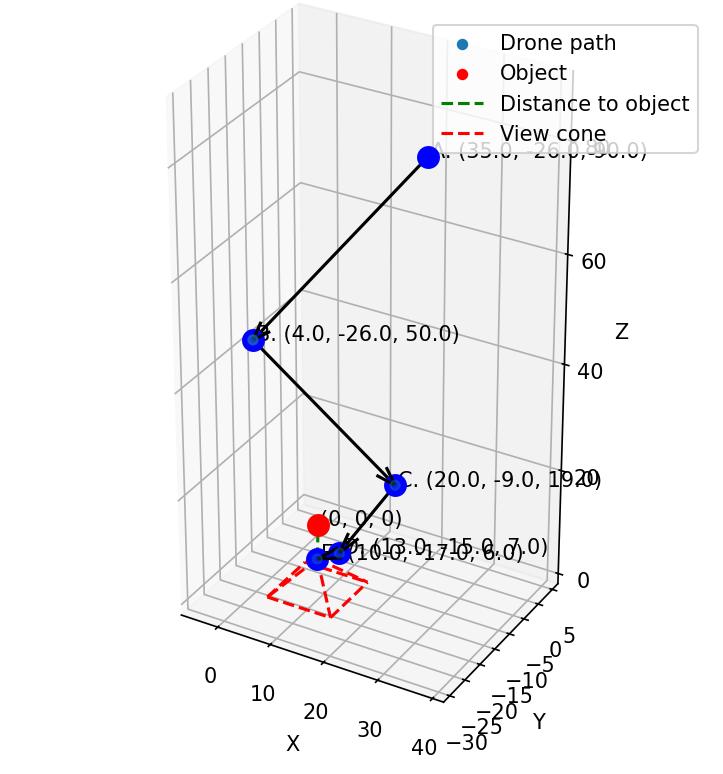 Drone path
Object
Distance to object
View cone
A. (35.0, -26.0, 90.0)
60
Z
B. (4.0, -26.0, 50.0)
40
C. (20.0, -9.0, 19.0)
20
(0, 0, 0)
(13.0, -15.0, 7.0)
E. (10.0, -17.0, 6.0)
0
5
0
−5
−10
−15
−20
−25
−30
Y
0
10
20
30
40
X